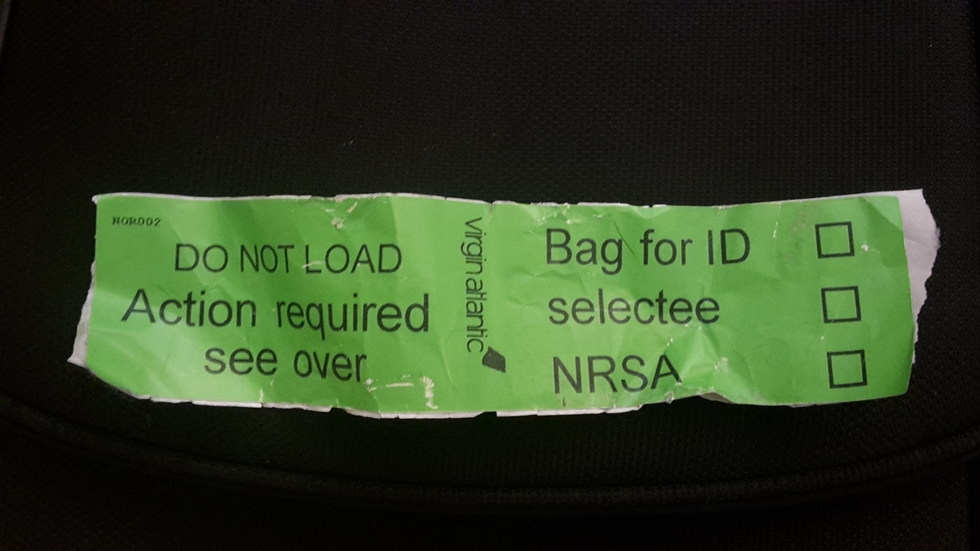 NOR002
DO NOT LOAD
Action required
see over
virgin atlantic
Bag for ID
selectee
NRSA